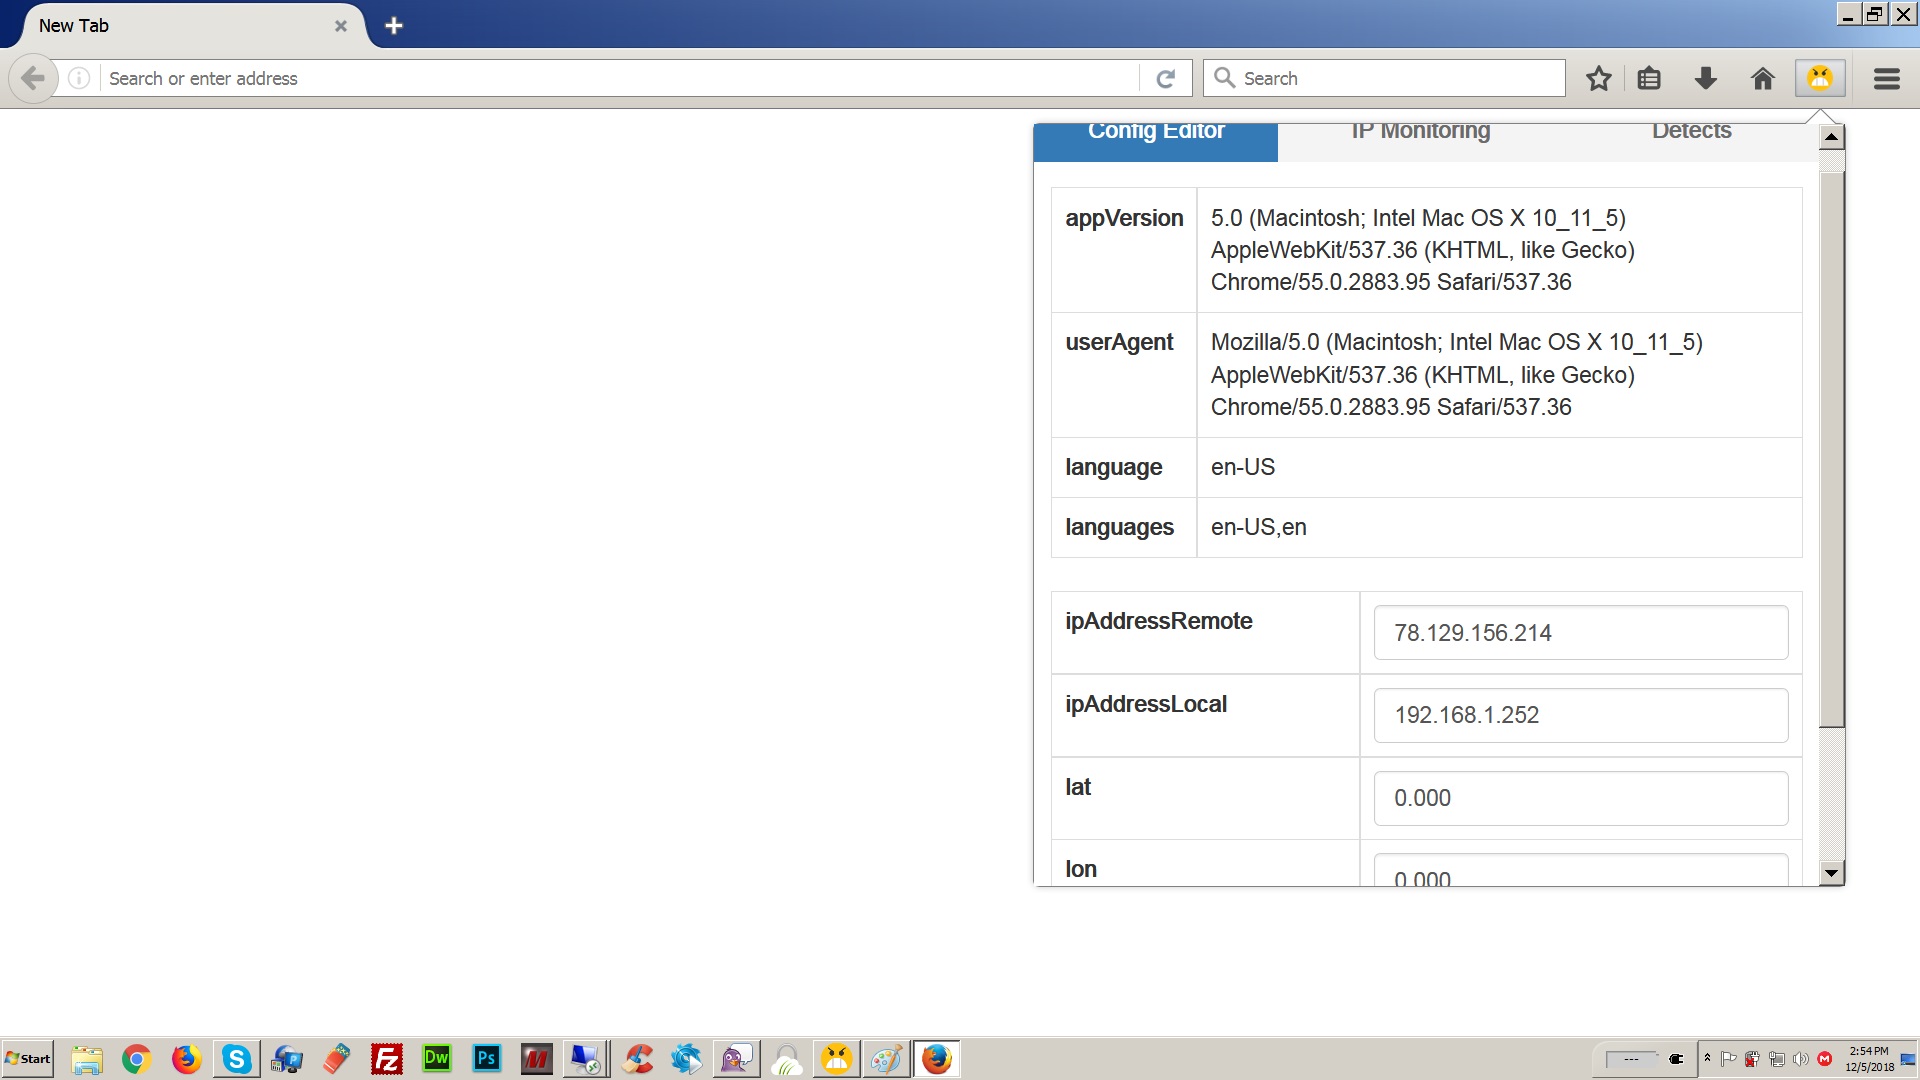 New Tab
Search or enter address
Search
Config Editor
IP Monitoring
Detects
appVersion
5.0 (Macintosh; Intel Mac OS X 10_11_5)
AppleWebKit/537.36 (KHTML, like Gecko)
Chrome/55.0.2883.95 Safari/537.36
userAgent
Mozilla/5.0 (Macintosh; Intel Mac OS X 10_11_5)
AppleWebKit/537.36 (KHTML, like Gecko)
Chrome/55.0.2883.95 Safari/537.36
language
en-US
languages
en-US,en
ipAddressRemote
78.129.156.214
ipAddressLocal
192.168.1.252
lat
0.000
lon
0.000
Start
Fz
Dw
Ps
M
---
M
2:54 PM
12/5/2018